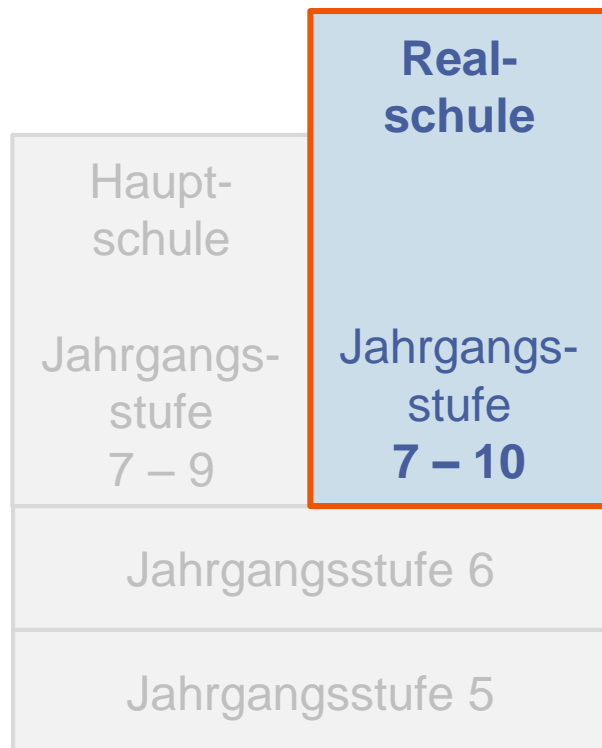 Real-
schule
Haupt-
schule
Jahrgangs-
stufe
7 – 9
Jahrgangs-
stufe
7 – 10
Jahrgangsstufe 6
Jahrgangsstufe 5